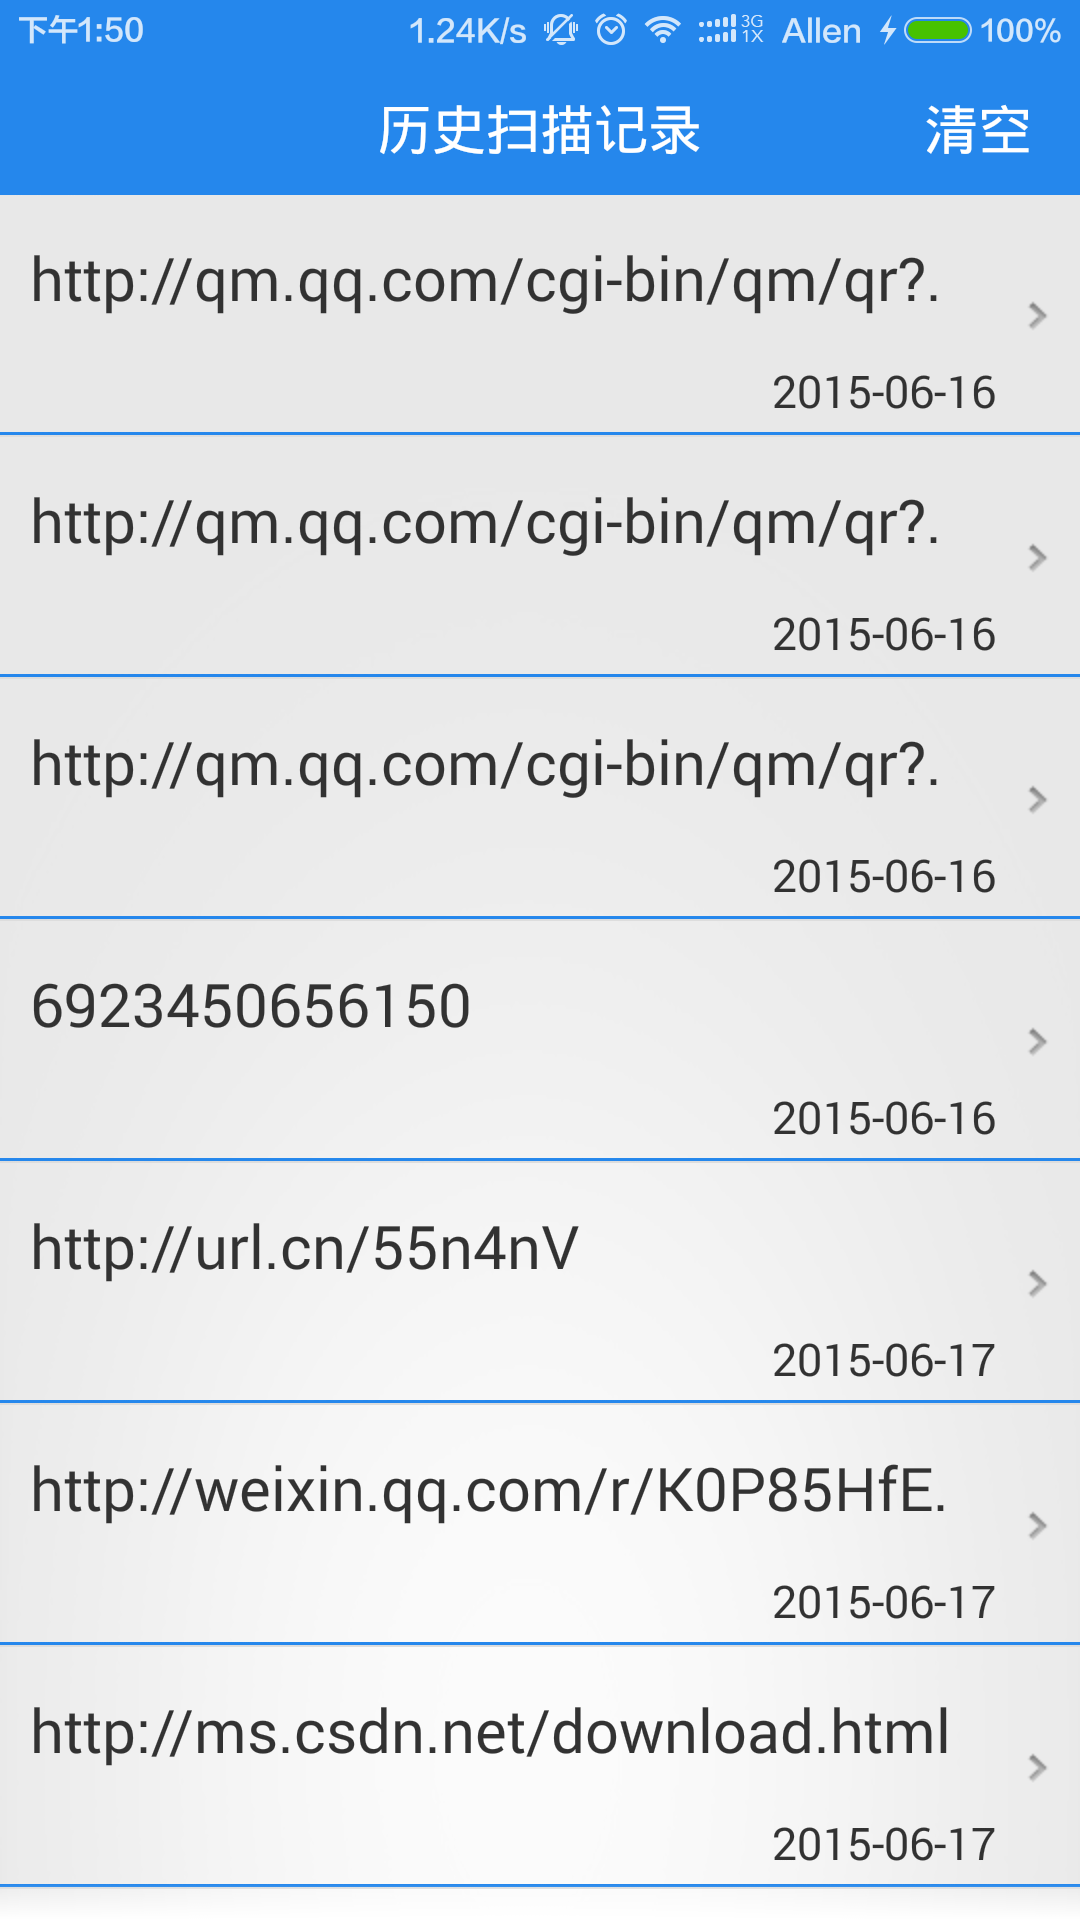 下午1:50 1.24K/s 3G 1X Allen 100%
历史扫描记录 清空
http://qm.qq.com/cgi-bin/qm/qr?.
2015-06-16
http://qm.qq.com/cgi-bin/qm/qr?.
2015-06-16
http://qm.qq.com/cgi-bin/qm/qr?.
2015-06-16
6923450656150
2015-06-16
http://url.cn/55n4nV
2015-06-17
http://weixin.qq.com/r/K0P85HfE.
2015-06-17
http://ms.csdn.net/download.html
2015-06-17